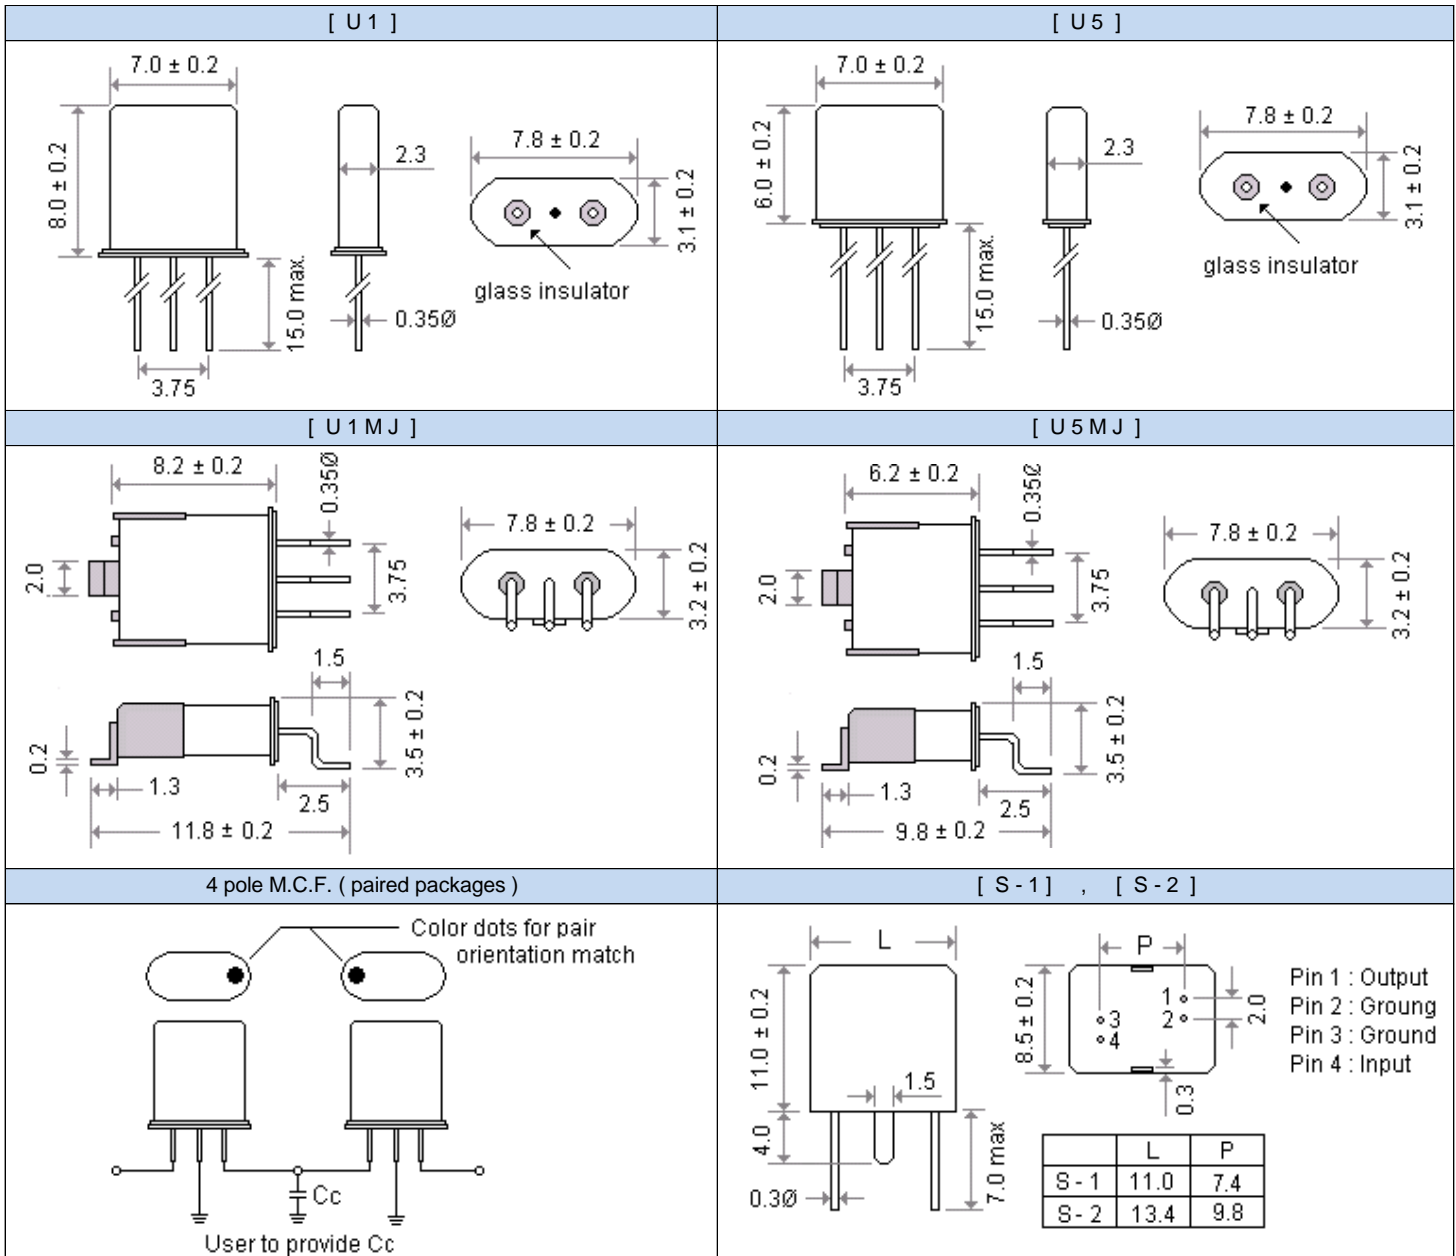 [ U 1 ]
7.0 ± 0.2
8.0 ± 0.2
2.3
7.8 ± 0.2
3.1 ± 0.2
glass insulator
15.0 max.
0.35Ø
3.75
[ U 5 ]
7.0 ± 0.2
6.0 ± 0.2
2.3
7.8 ± 0.2
3.1 ± 0.2
glass insulator
15.0 max.
0.35Ø
3.75
[ U 1 M J ]
8.2 ± 0.2
0.35Ø
2.0
3.75
7.8 ± 0.2
3.2 ± 0.2
1.5
3.5 ± 0.2
0.2
1.3
2.5
11.8 ± 0.2
[ U 5 M J ]
6.2 ± 0.2
0.35Ø
2.0
3.75
7.8 ± 0.2
3.2 ± 0.2
1.5
3.5 ± 0.2
0.2
1.3
2.5
9.8 ± 0.2
4 pole M.C.F. ( paired packages )
Color dots for pair
orientation match
Cc
User to provide Cc
[ S - 1 ] , [ S - 2 ]
L
11.0 ± 0.2
1.5
4.0
7.0 max
0.3Ø
P
8.5 ± 0.2
1
2
3
4
2.0
0.3
Pin 1 : Output
Pin 2 : Groung
Pin 3 : Ground
Pin 4 : Input
L P
S - 1 11.0 7.4
S - 2 13.4 9.8